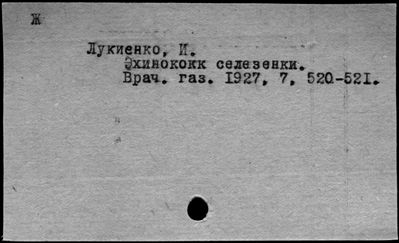 Ж
Лукиенко, И.
Эхинококк селезенки.
Врач. газ. 1927, 7, 520-521.